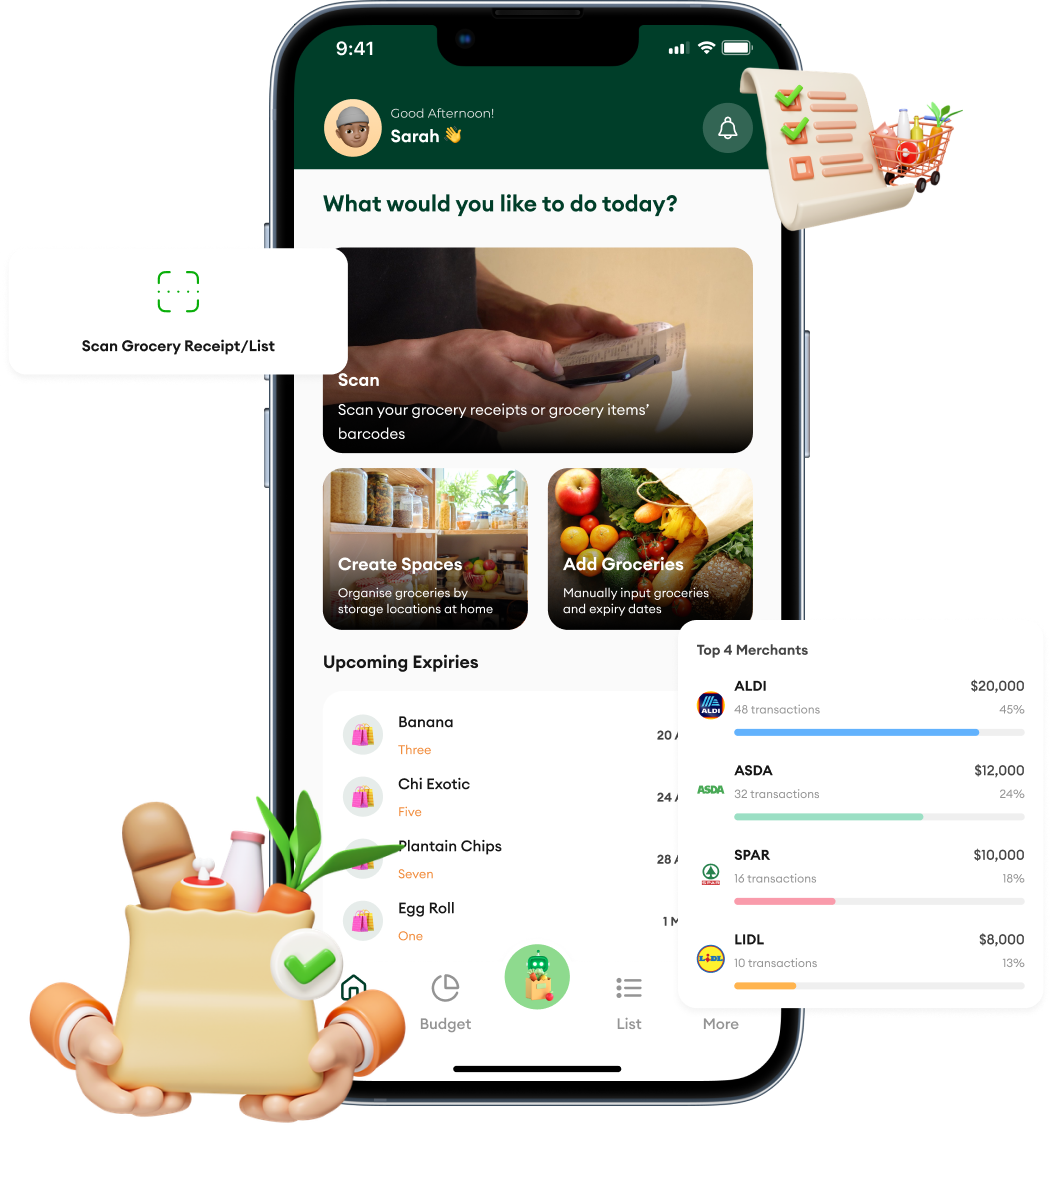 9:41
Good Afternoon!
Sarah 👋
What would you like to do today?
Scan Grocery Receipt/List
Scan
Scan your grocery receipts or grocery items’
barcodes
Create Spaces
Organise groceries by
storage locations at home
Add Groceries
Manually input groceries
and expiry dates
Upcoming Expiries
Banana
Three
20
Chi Exotic
Five
24
Plantain Chips
Seven
28
Egg Roll
One
1
Top 4 Merchants
ALDI
ALDI $20,000
48 transactions 45%
ASDA
ASDA $12,000
32 transactions 24%
SPAR
SPAR $10,000
16 transactions 18%
LIDL
LIDL $8,000
10 transactions 13%
Budget
List
More